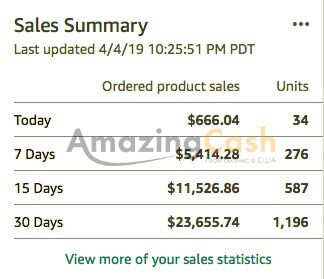 Sales Summary ...
Last updated 4/4/19 10:25:51 PM PDT
Ordered product sales Units
Today $666.04 34
AmazingCash
7 Days $5,414.28 276
15 Days $11,526.86 587
30 Days $23,655.74 1,196
View more of your sales statistics